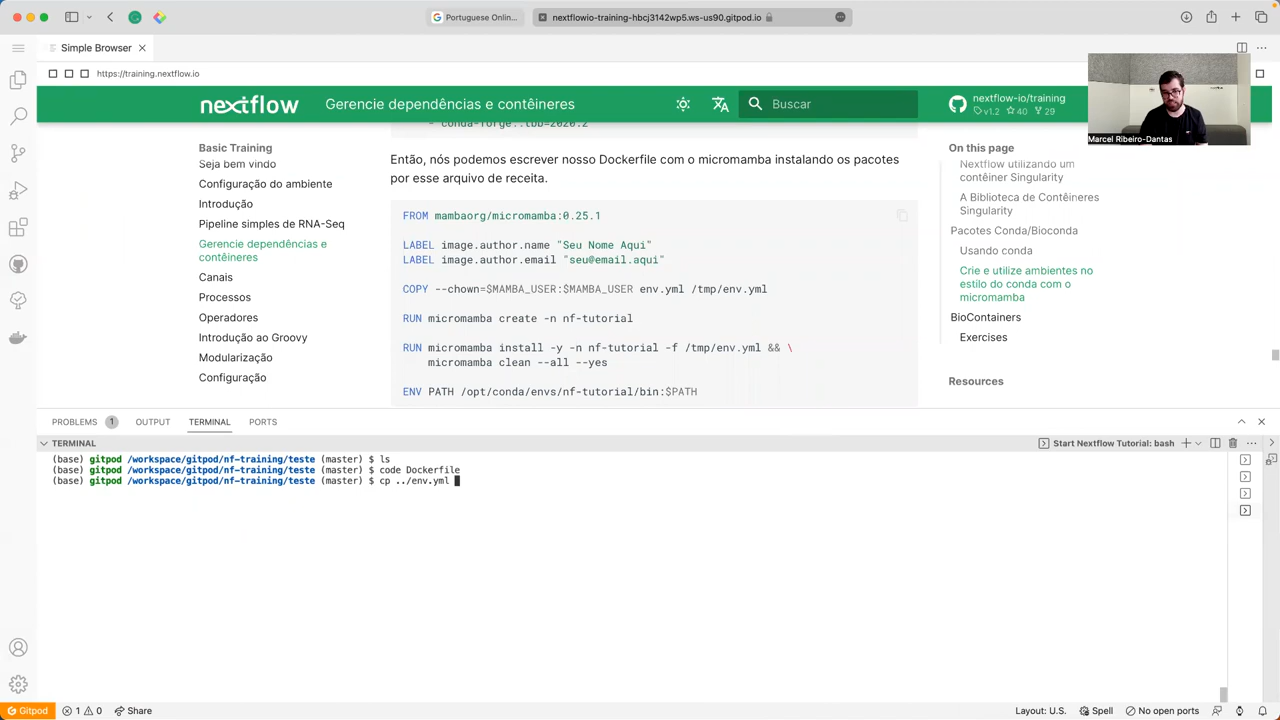 Portuguese Onlin...
nextflowio-training-hbcj3142wp5.ws-us90.gitpod.io
Simple Browser
https://training.nextflow.io
nextflow
Gerencie dependências e contêineres
Buscar
nextflow-io/training
v1.2 40 29
Marcel Ribeiro-Dantas
Basic Training
Seja bem vindo
Configuração do ambiente
Introdução
Pipeline simples de RNA-Seq
Gerencie dependências e
contêineres
Canais
Processos
Operadores
Introdução ao Groovy
Modularização
Configuração
- conda-forge::tbb=2020.2
Então, nós podemos escrever nosso Dockerfile com o micromamba instalando os pacotes
por esse arquivo de receita.
FROM mambaorg/micromamba:0.25.1
LABEL image.author.name "Seu Nome Aqui"
LABEL image.author.email "seu@email.aqui"
COPY --chown=$MAMBA_USER:$MAMBA_USER env.yml /tmp/env.yml
RUN micromamba create -n nf-tutorial
RUN micromamba install -y -n nf-tutorial -f /tmp/env.yml && \
micromamba clean --all --yes
ENV PATH /opt/conda/envs/nf-tutorial/bin:$PATH
On this page
Nextflow utilizando um
contêiner Singularity
A Biblioteca de Contêineres
Singularity
Pacotes Conda/Bioconda
Usando conda
Crie e utilize ambientes no
estilo do conda com o
micromamba
BioContainers
Exercises
Resources
PROBLEMS 1 OUTPUT TERMINAL PORTS
TERMINAL
Start Nextflow Tutorial: bash
(base) gitpod /workspace/gitpod/nf-training/teste (master) $ ls
(base) gitpod /workspace/gitpod/nf-training/teste (master) $ code Dockerfile
(base) gitpod /workspace/gitpod/nf-training/teste (master) $ cp ../env.yml
Gitpod 1 0 Share
Layout: U.S. Spell No open ports